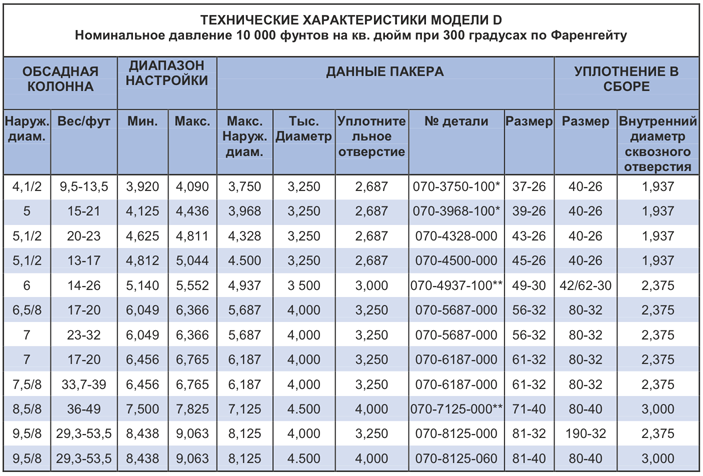 ТЕХНИЧЕСКИЕ ХАРАКТЕРИСТИКИ МОДЕЛИ D
Номинальное давление 10 000 фунтов на кв. дюйм при 300 градусах по Фаренгейту
ОБСАДНАЯ КОЛОННА ДИАПАЗОН НАСТРОЙКИ ДАННЫЕ ПАКЕРА УПЛОТНЕНИЕ В СБОРЕ
Наруж. диам. Вес/фут Мин. Макс. Макс. Наруж. диам. Тыс. Диаметр Уплотните льное отверстие № детали Размер Размер Внутренний диаметр сквозного отверстия
4,1/2 9,5-13,5 3,920 4,090 3,750 3,250 2,687 070-3750-100* 37-26 40-26 1,937
5 15-21 4,125 4,436 3,968 3,250 2,687 070-3968-100* 39-26 40-26 1,937
5,1/2 20-23 4,625 4,811 4,328 3,250 2,687 070-4328-000 43-26 40-26 1,937
5,1/2 13-17 4,812 5,044 4.500 3,250 2,687 070-4500-000 45-26 40-26 1,937
6 14-26 5,140 5,552 4,937 3 500 3,000 070-4937-100** 49-30 42/62-30 2,375
6,5/8 17-20 6,049 6,366 5,687 4,000 3,250 070-5687-000 56-32 80-32 2,375
7 23-32 6,049 6,366 5,687 4,000 3,250 070-5687-000 56-32 80-32 2,375
7 17-20 6,456 6,765 6,187 4,000 3,250 070-6187-000 61-32 80-32 2,375
7,5/8 33,7-39 6,456 6,765 6,187 4,000 3,250 070-6187-000 61-32 80-32 2,375
8,5/8 36-49 7,500 7,825 7,125 4.500 4,000 070-7125-000** 71-40 80-40 3,000
9,5/8 29,3-53,5 8,438 9,063 8,125 4,000 3,250 070-8125-000 81-32 190-32 2,375
9,5/8 29,3-53,5 8,438 9,063 8,125 4.500 4,000 070-8125-060 81-40 80-40 3,000